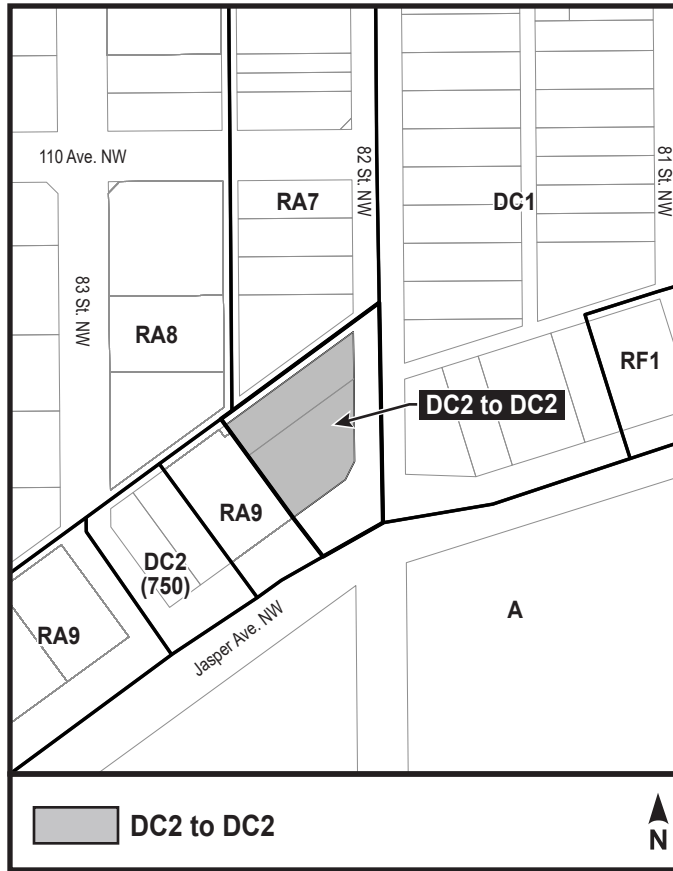 110 Ave. NW
82 St. NW
81 St. NW
RA7
DC1
83 St. NW
RA8
RF1
DC2 to DC2
RA9
DC2
(750)
A
RA9
Jasper Ave. NW
DC2 to DC2
N